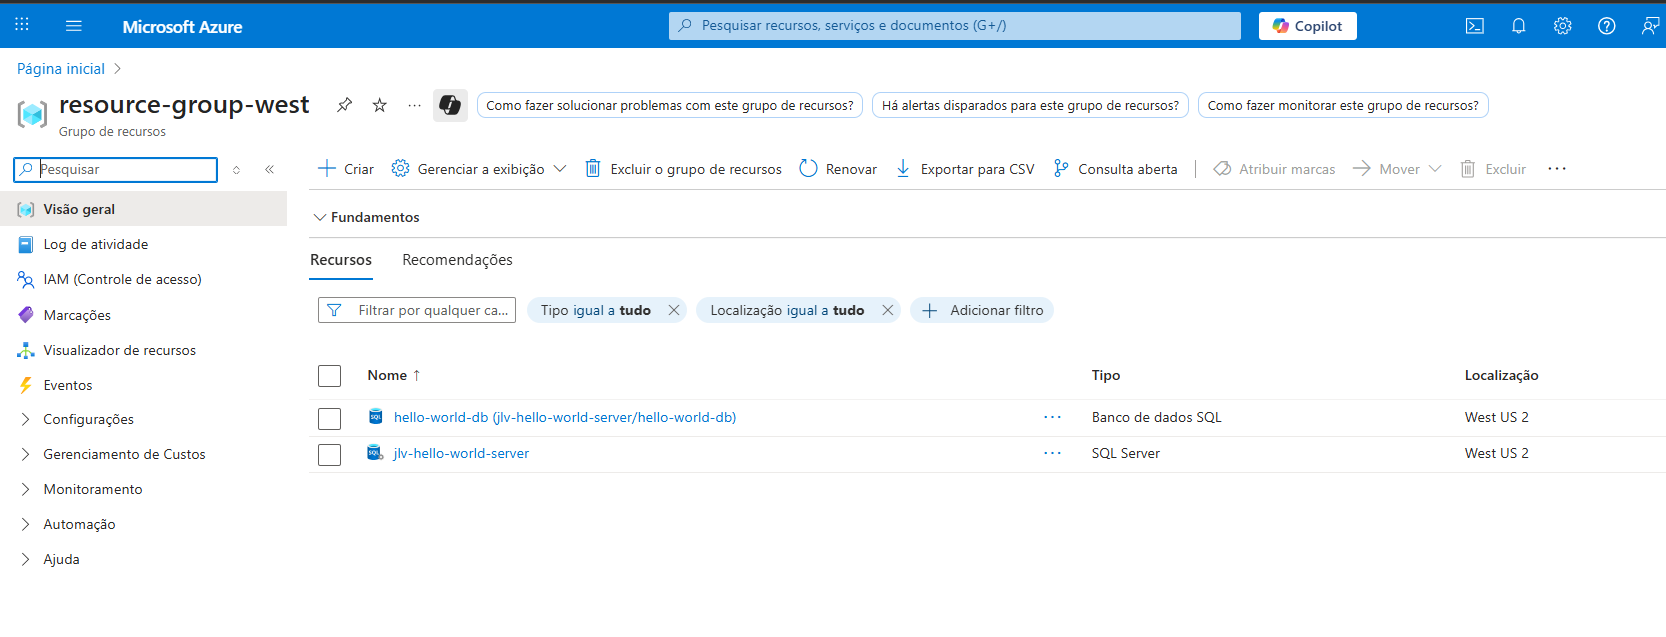 Microsoft Azure
Pesquisar recursos, serviços e documentos (G+/)
Copilot
Página inicial
resource-group-west
Grupo de recursos
Como fazer solucionar problemas com este grupo de recursos?
Há alertas disparados para este grupo de recursos?
Como fazer monitorar este grupo de recursos?
Pesquisar
Criar
Gerenciar a exibição
Excluir o grupo de recursos
Renovar
Exportar para CSV
Consulta aberta
Atribuir marcas
Mover
Excluir
Visão geral
Log de atividade
IAM (Controle de acesso)
Marcações
Visualizador de recursos
Eventos
Configurações
Gerenciamento de Custos
Monitoramento
Automação
Ajuda
Fundamentos
Recursos
Recomendações
Filtrar por qualquer ca...
Tipo igual a tudo
Localização igual a tudo
Adicionar filtro
Nome ↑ Tipo Localização
hello-world-db (jlv-hello-world-server/hello-world-db) Banco de dados SQL West US 2
jlv-hello-world-server SQL Server West US 2